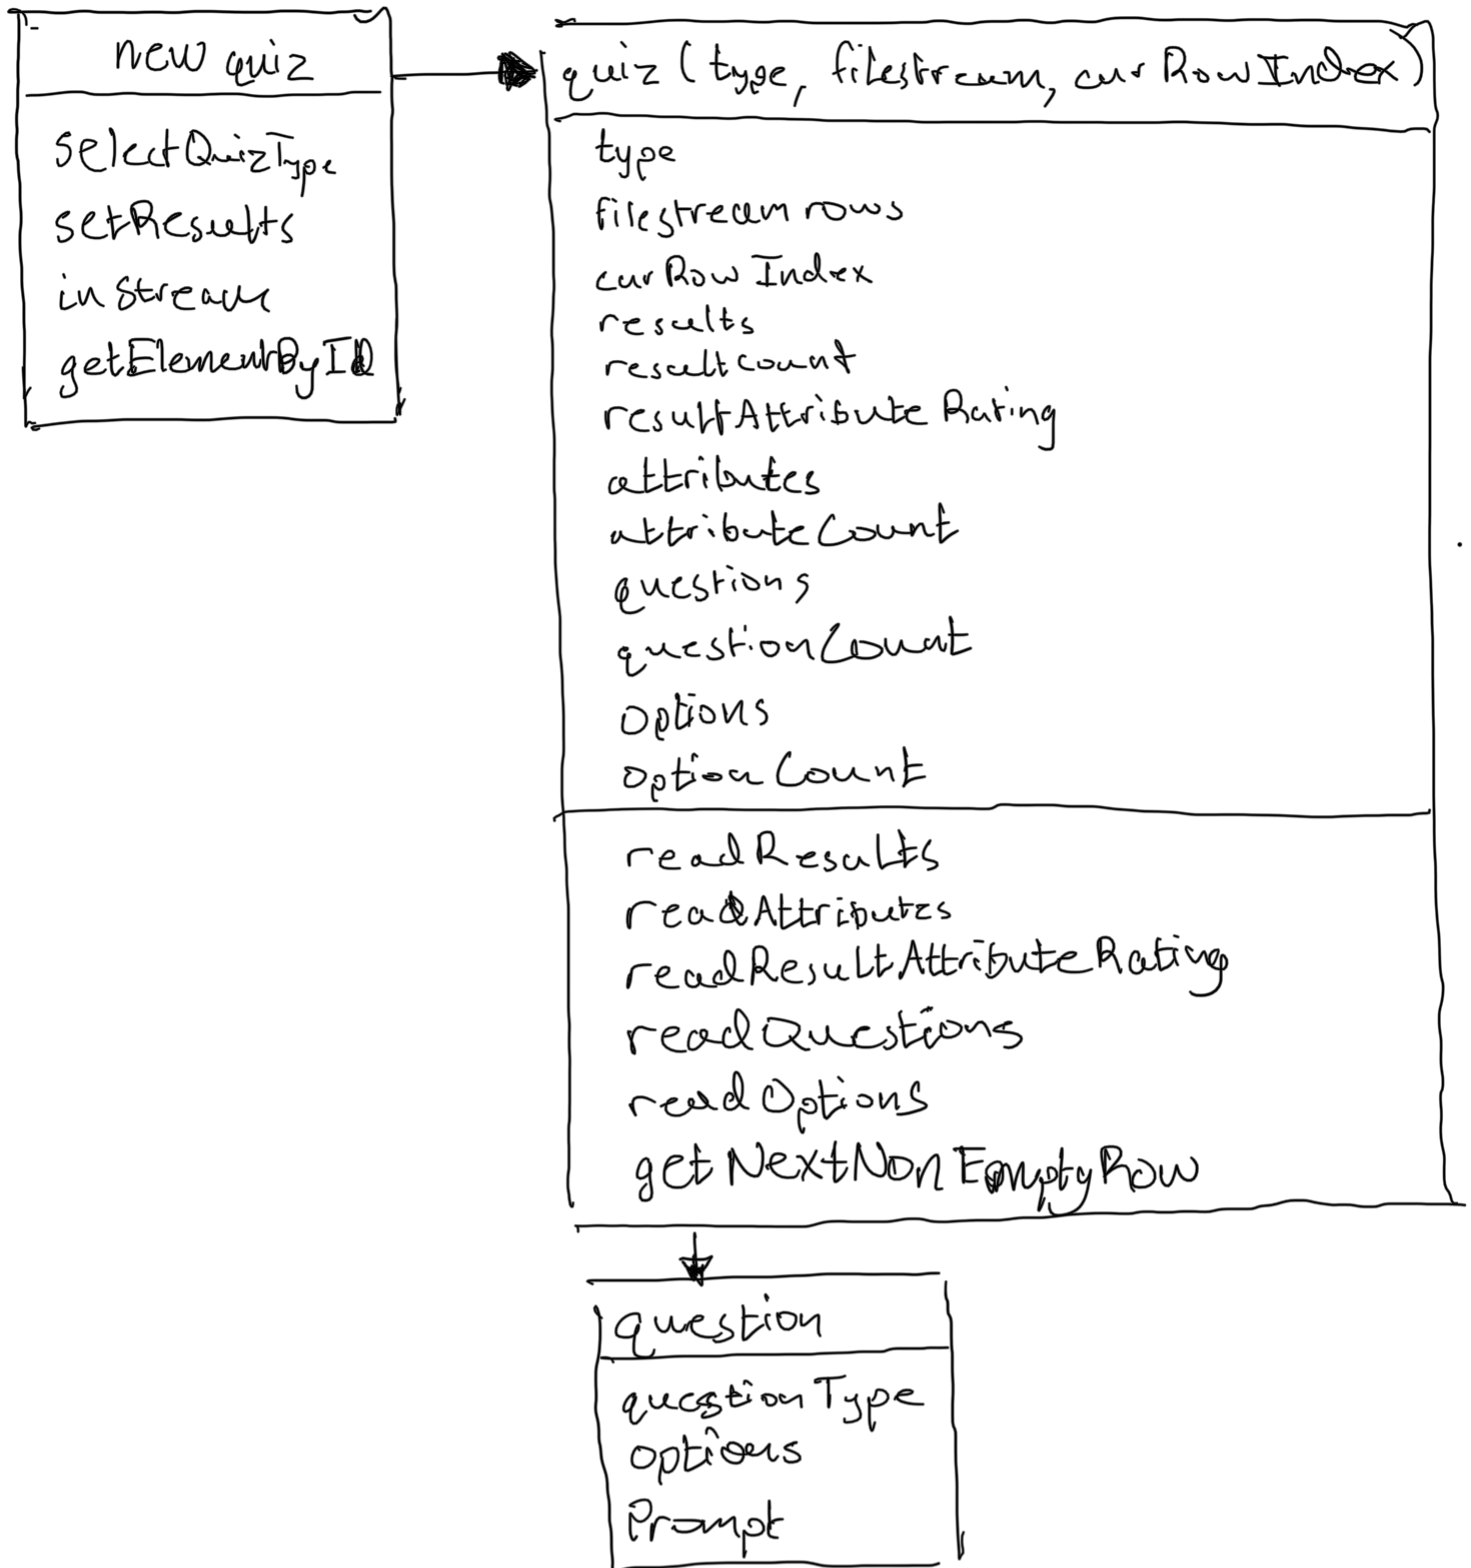 new quiz
selectQuizType
setResults
inStream
getElementByID
quiz (type, filestream, curRowIndex)
type
filestream rows
curRowIndex
results
resultcount
resultAttributeRating
attributes
attributeCount
questions
questionCount
options
optionCount
readResults
readAttributes
readResultAttributeRating
readQuestions
readOptions
getNextNonEmptyRow
question
questionType
options
Prompt